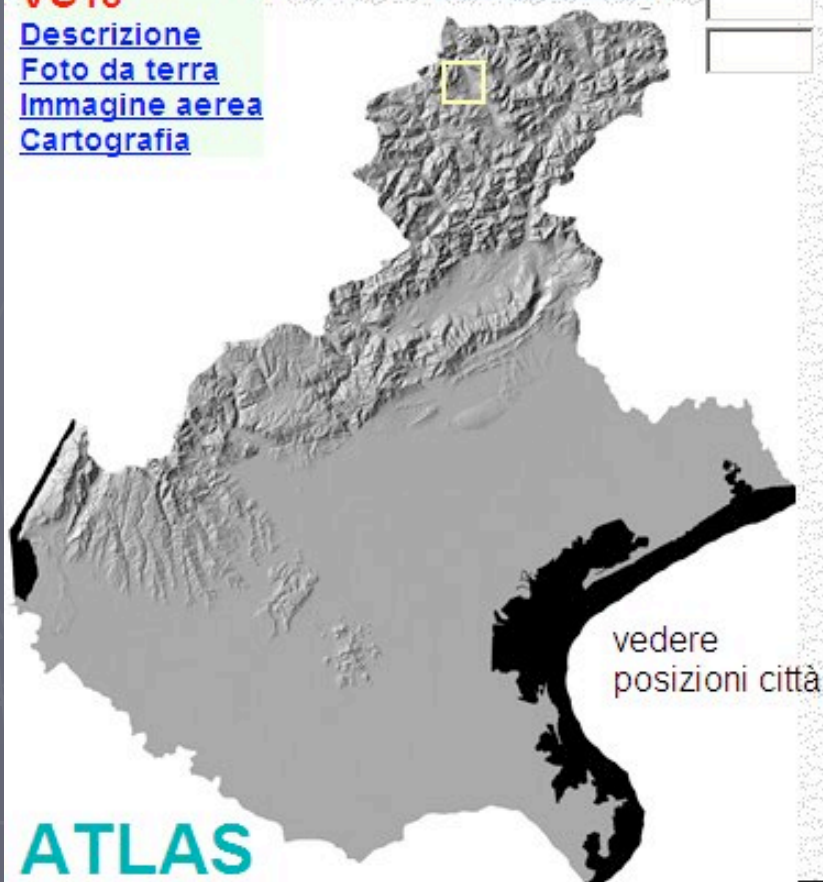 Descrizione
Foto da terra
Immagine aerea
Cartografia
vedere
posizioni città
ATLAS